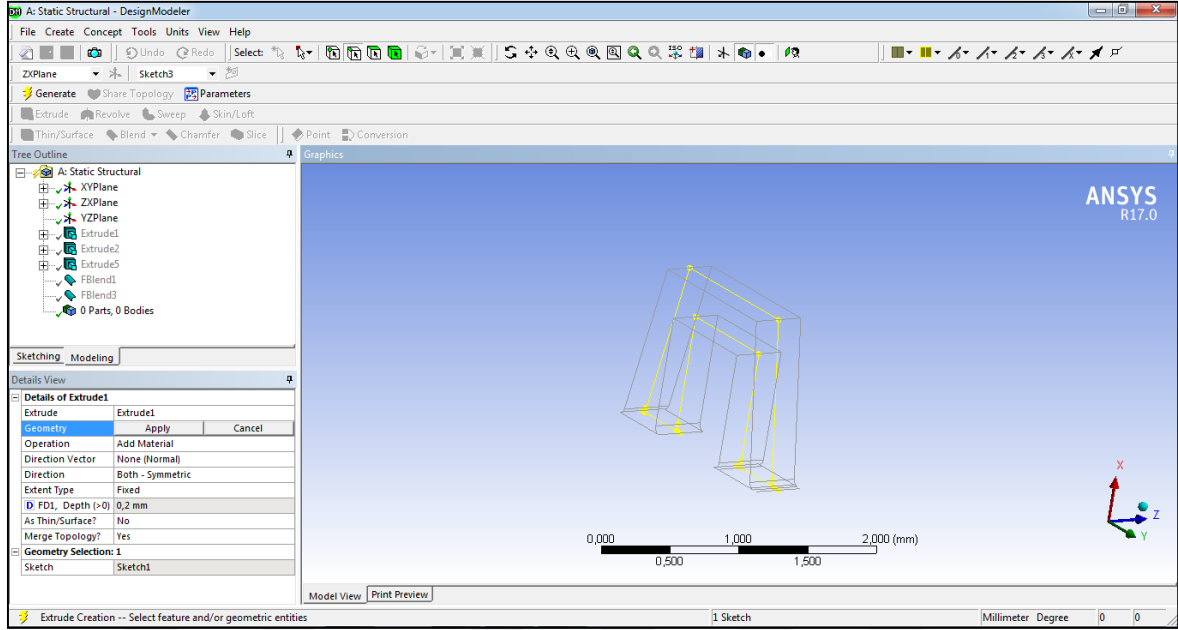 A: Static Structural - DesignModeler
File Create Concept Tools Units View Help
Undo Redo Select: ISO
ZXPlane Sketch3
Generate Share Topology Parameters
Extrude Revolve Sweep Skin/Loft
Thin/Surface Blend Chamfer Slice Point Conversion
Tree Outline
A: Static Structural
XYPlane
ZXPlane
YZPlane
Extrude1
Extrude2
Extrude5
FBlend1
FBlend3
0 Parts, 0 Bodies
Sketching Modeling
Details View
Details of Extrude1
Extrude Extrude1
Geometry Apply Cancel
Operation Add Material
Direction Vector None (Normal)
Direction Both - Symmetric
Extent Type Fixed
D FD1, Depth (>0) 0,2 mm
As Thin/Surface? No
Merge Topology? Yes
Geometry Selection: 1
Sketch Sketch1
Graphics
ANSYS
R17.0
X
Z
Y
0,000 1,000 2,000 (mm)
0,500 1,500
Model View Print Preview
Extrude Creation -- Select feature and/or geometric entities 1 Sketch Millimeter Degree 0 0